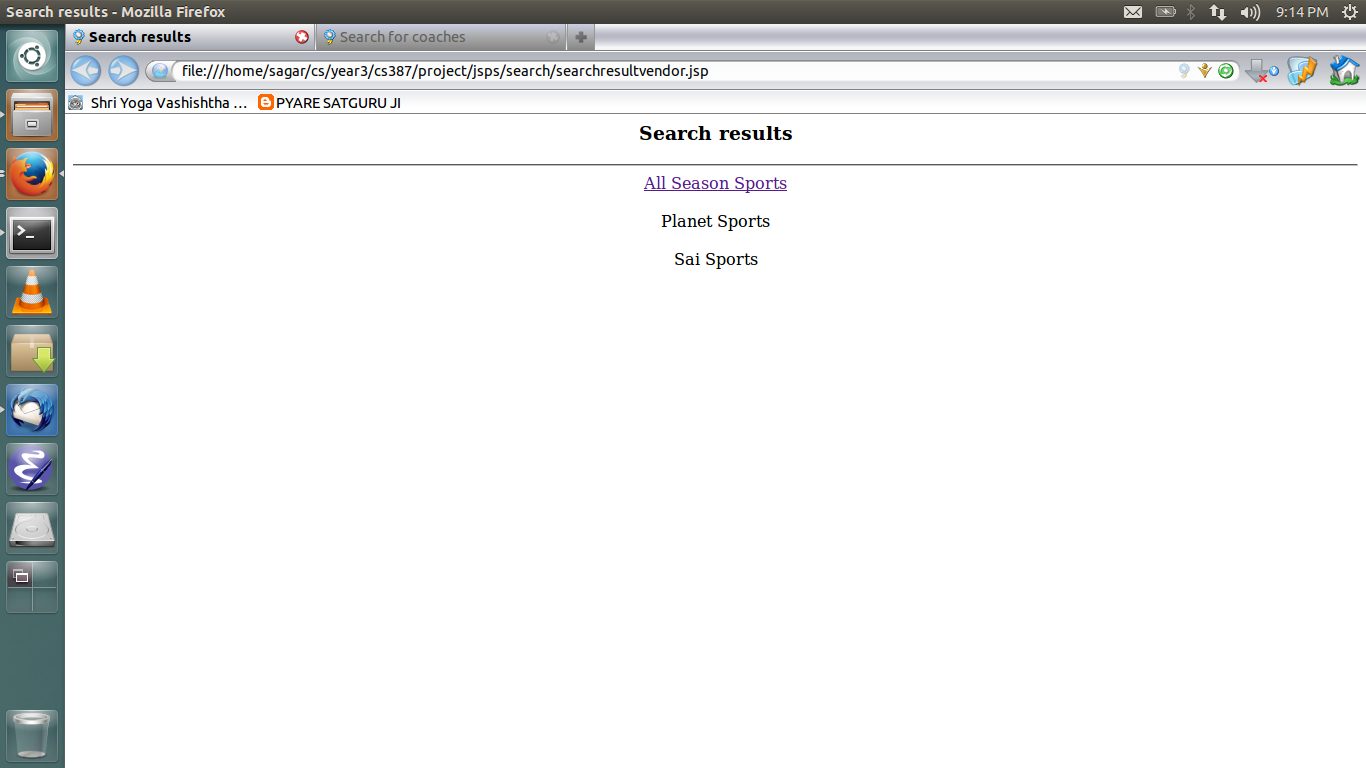 Search results - Mozilla Firefox
9:14 PM
Search results
Search for coaches
file:///home/sagar/cs/year3/cs387/project/jsps/search/searchresultvendor.jsp
Shri Yoga Vashishtha ...
PYARE SATGURU JI
Search results
All Season Sports
Planet Sports
Sai Sports